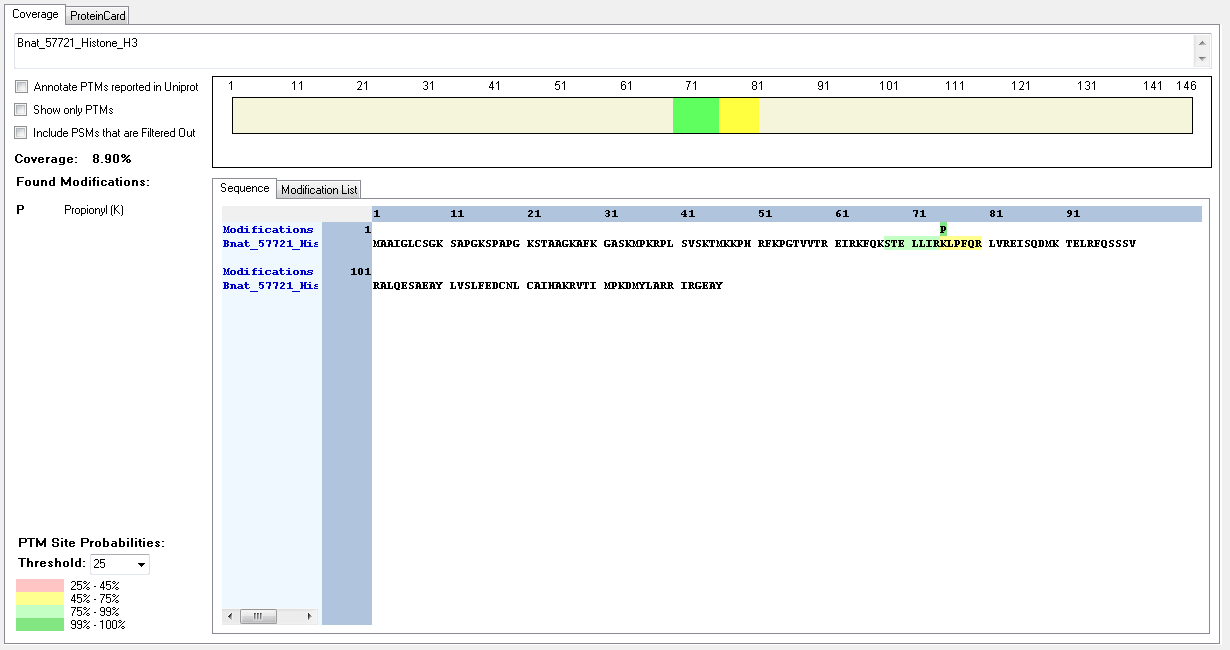 Coverage ProteinCard
Bnat_57721_Histone_H3
Annotate PTMs reported in Uniprot
Show only PTMs
Include PSMs that are Filtered Out
Coverage: 8.90%
Found Modifications:
P Propionyl (K)
1 11 21 31 41 51 61 71 81 91 101 111 121 131 141 146
Sequence Modification List
1 11 21 31 41 51 61 71 81 91
Modifications 1 P
Bnat_57721_His MAAIGLCSGK SAPGKSPAPG KSTAAGKAFK GASKMPKRPL SVSKTMKKPH RFKPGTVVTR EIRKFQKSTE LLIRKLPFQR LVREISQDMK TELRFQSSSV
Modifications 101
Bnat_57721_His RALQESAEAY LVSLFEDCNL CAIHAKRVTI MPKDMYLARR IRGEAY
PTM Site Probabilities:
Threshold: 25
25% - 45%
45% - 75%
75% - 99%
99% - 100%